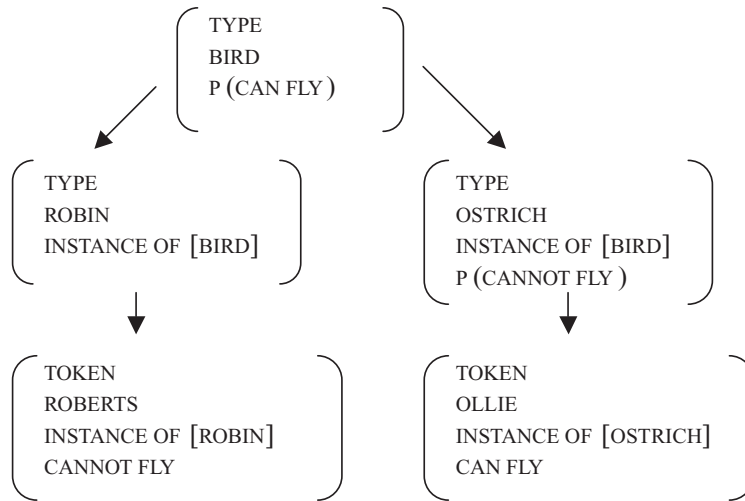 TYPE
BIRD
P (CAN FLY )
TYPE
ROBIN
INSTANCE OF [BIRD]
TYPE
OSTRICH
INSTANCE OF [BIRD]
P (CANNOT FLY )
TOKEN
ROBERTS
INSTANCE OF [ROBIN]
CANNOT FLY
TOKEN
OLLIE
INSTANCE OF [OSTRICH]
CAN FLY